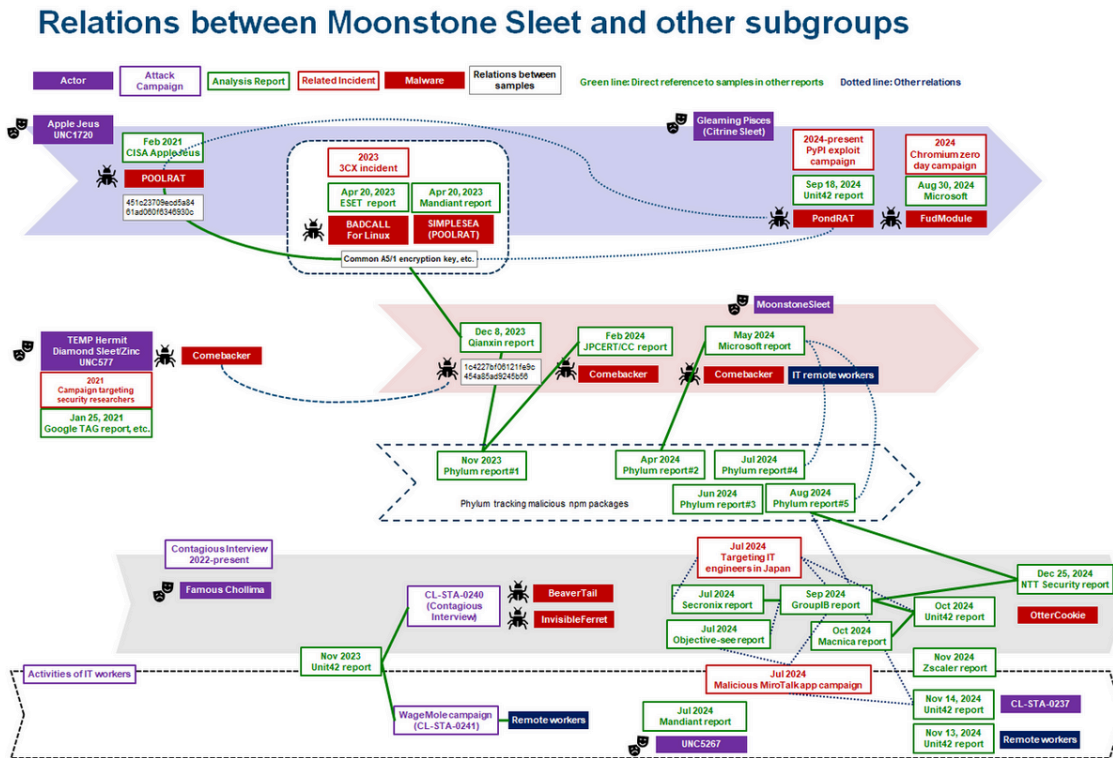 Relations between Moonstone Sleet and other subgroups
Actor
Attack
Campaign
Analysis Report
Related Incident
Malware
Relations between
samples
Green line: Direct reference to samples in other reports
Dotted line: Other relations
Apple Jeus
UNC1720
Feb 2021
CISA AppleJeus
POOLRAT
451c23709ecd5a84
61ad060f6346930c
2023
3CX incident
Apr 20, 2023
ESET report
Apr 20, 2023
Mandiant report
BADCALL
For Linux
SIMPLESEA
(POOLRAT)
Common A5/1 encryption key, etc.
Gleaming Pisces
(Citrine Sleet)
2024-present
PyPI exploit
campaign
Sep 18, 2024
Unit42 report
PondRAT
2024
Chromium zero
day campaign
Aug 30, 2024
Microsoft
FudModule
TEMP Hermit
Diamond Sleet/Zinc
UNC577
Comebacker
2021
Campaign targeting
security researchers
Jan 25, 2021
Google TAG report, etc.
MoonstoneSleet
Dec 8, 2023
Qianxin report
1c4227bf06121fe9c
454a85ad9245b56
Feb 2024
JPCERT/CC report
Comebacker
May 2024
Microsoft report
Comebacker
IT remote workers
Nov 2023
Phylum report#1
Apr 2024
Phylum report#2
Jul 2024
Phylum report#4
Jun 2024
Phylum report#3
Aug 2024
Phylum report#5
Phylum tracking malicious npm packages
Contagious Interview
2022-present
Famous Chollima
CL-STA-0240
(Contagious
Interview)
BeaverTail
InvisibleFerret
Nov 2023
Unit42 report
Jul 2024
Targeting IT
engineers in Japan
Jul 2024
Secronix report
Sep 2024
GroupIB report
Jul 2024
Objective-see report
Oct 2024
Macnica report
Oct 2024
Unit42 report
Dec 25, 2024
NTT Security report
OtterCookie
Nov 2024
Zscaler report
Activities of IT workers
Jul 2024
Malicious MiroTalk app campaign
WageMole campaign
(CL-STA-0241)
Remote workers
Jul 2024
Mandiant report
UNC5267
Nov 14, 2024
Unit42 report
CL-STA-0237
Nov 13, 2024
Unit42 report
Remote workers